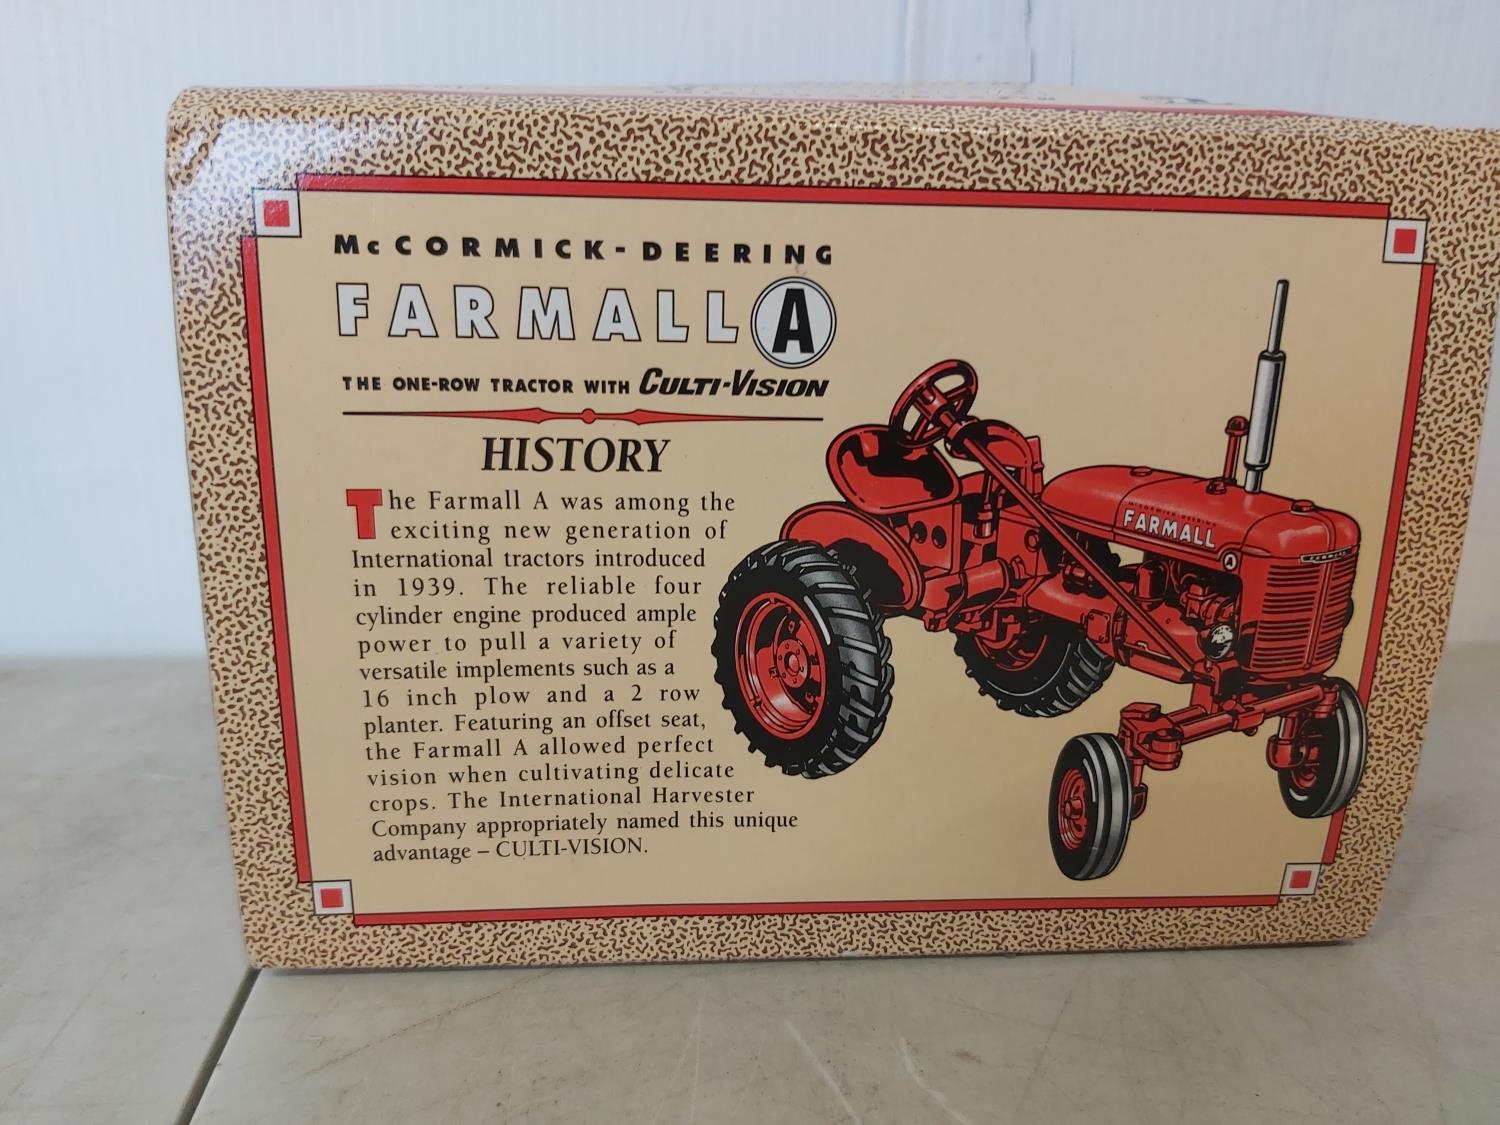 McCORMICK-DEERING
FARMALL A
THE ONE-ROW TRACTOR WITH CULTI-VISION
HISTORY
The Farmall A was among the
exciting new generation of
International tractors introduced
in 1939. The reliable four
cylinder engine produced ample
power to pull a variety of
versatile implements such as a
16 inch plow and a 2 row
planter. Featuring an offset seat,
the Farmall A allowed perfect
vision when cultivating delicate
crops. The International Harvester
Company appropriately named this unique
advantage – CULTI-VISION.
McCORMICK-DEERING
FARMALL
A
FARMALL